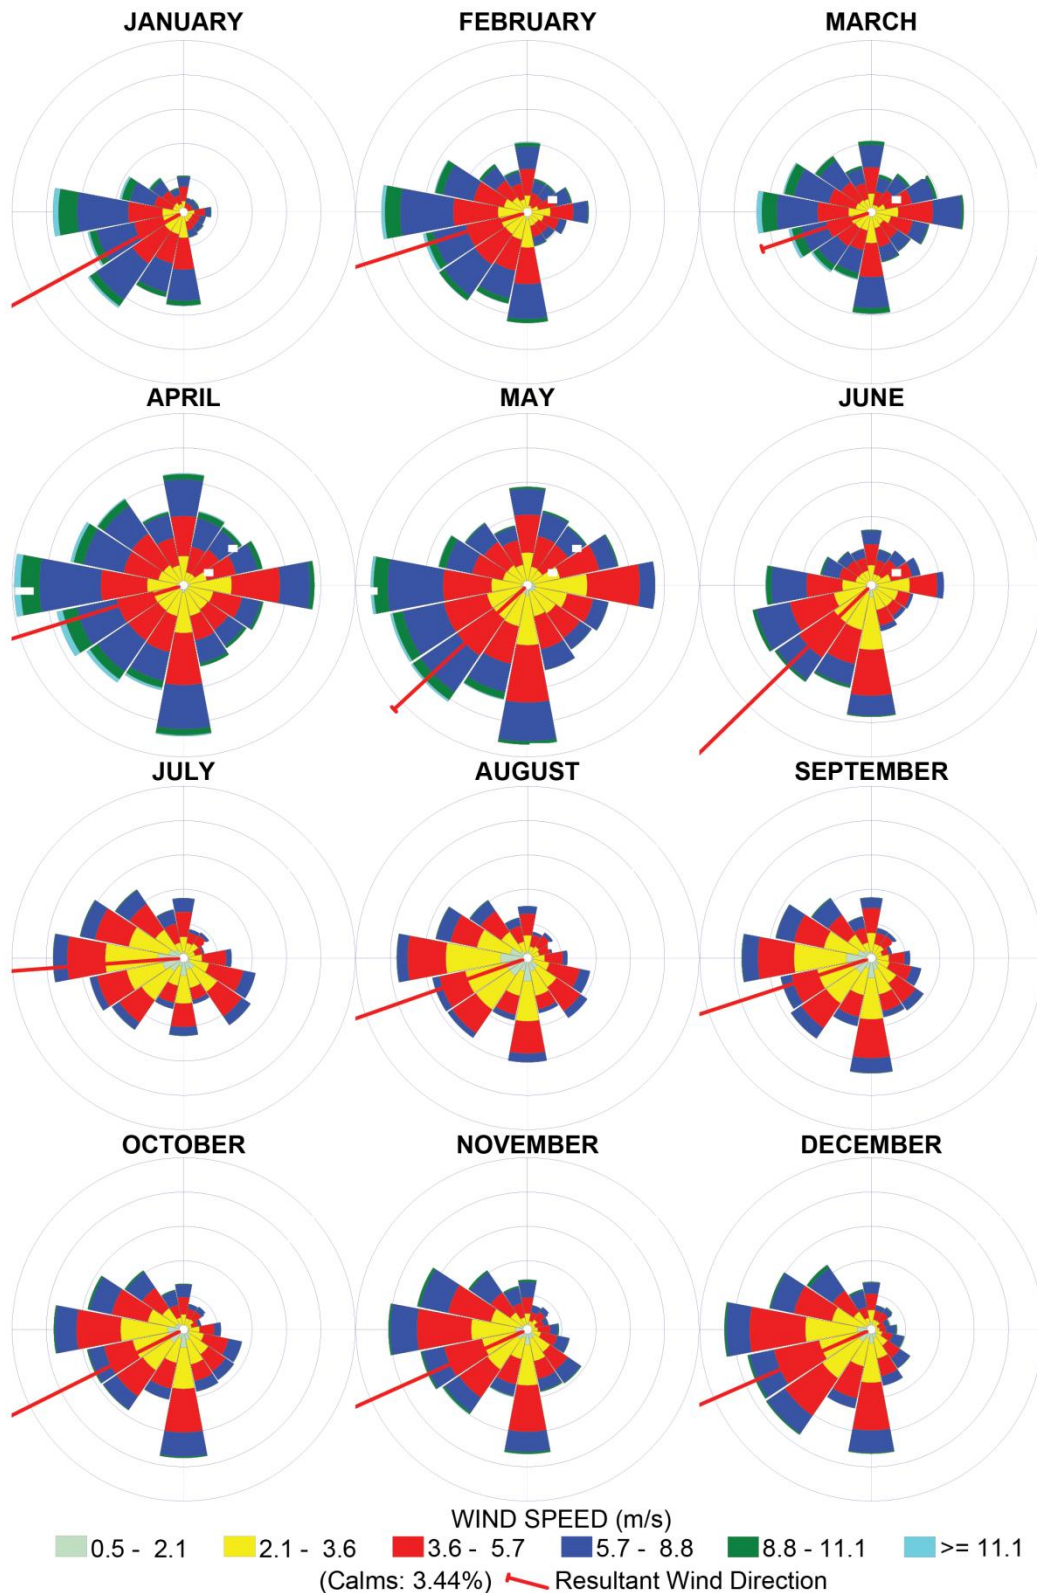 JANUARY FEBRUARY MARCH
APRIL MAY JUNE
JULY AUGUST SEPTEMBER
OCTOBER NOVEMBER DECEMBER
WIND SPEED (m/s)
0.5 - 2.1 2.1 - 3.6 3.6 - 5.7 5.7 - 8.8 8.8 - 11.1 >= 11.1
(Calms: 3.44%) Resultant Wind Direction